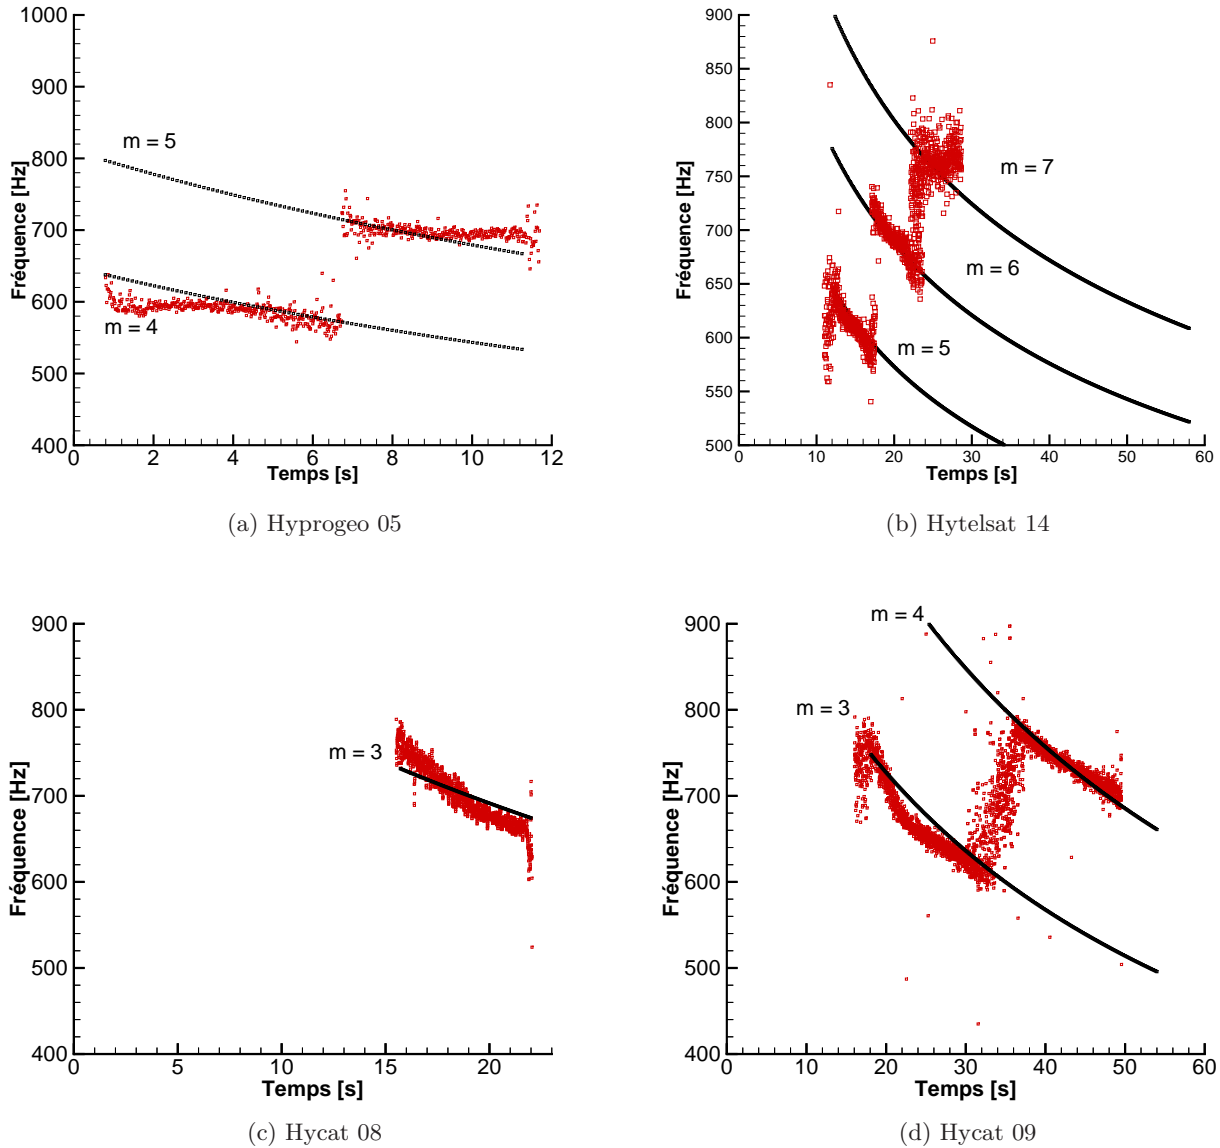 1000
900
800
700
600
500
400
Fréquence [Hz]
m = 5
m = 4
0 2 4 6 8 10 12
Temps [s]
(a) Hyprogeo 05
900
850
800
750
700
650
600
550
500
Fréquence [Hz]
m = 7
m = 6
m = 5
0 10 20 30 40 50 60
Temps [s]
(b) Hytelsat 14
900
800
700
600
500
400
Fréquence [Hz]
m = 3
0 5 10 15 20
Temps [s]
(c) Hycat 08
900
800
700
600
500
400
Fréquence [Hz]
m = 4
m = 3
0 10 20 30 40 50 60
Temps [s]
(d) Hycat 09